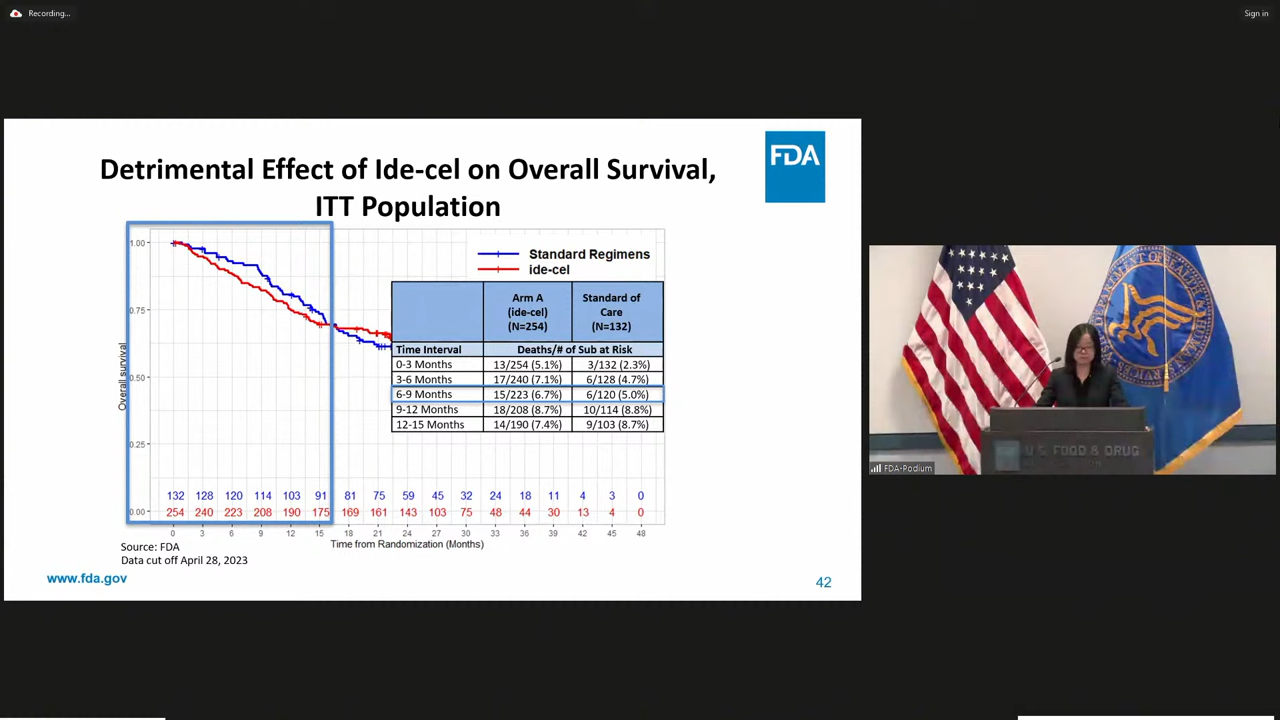 Recording...
Sign in
FDA
Detrimental Effect of Ide-cel on Overall Survival,
ITT Population
Standard Regimens
ide-cel
1.00
0.75
0.50
0.25
0.00
Overall survival
Arm A
(ide-cel)
(N=254)
Standard of
Care
(N=132)
Time Interval Deaths/# of Sub at Risk
0-3 Months 13/254 (5.1%) 3/132 (2.3%)
3-6 Months 17/240 (7.1%) 6/128 (4.7%)
6-9 Months 15/223 (6.7%) 6/120 (5.0%)
9-12 Months 18/208 (8.7%) 10/114 (8.8%)
12-15 Months 14/190 (7.4%) 9/103 (8.7%)
132 128 120 114 103 91 81 75 59 45 32 24 18 11 4 3 0
254 240 223 208 190 175 169 161 143 103 75 48 44 30 13 4 0
0 3 6 9 12 15 18 21 24 27 30 33 36 39 42 45 48
Time from Randomization (Months)
Source: FDA
Data cut off April 28, 2023
www.fda.gov
42
U.S. FOOD & DRUG
FDA-Podium